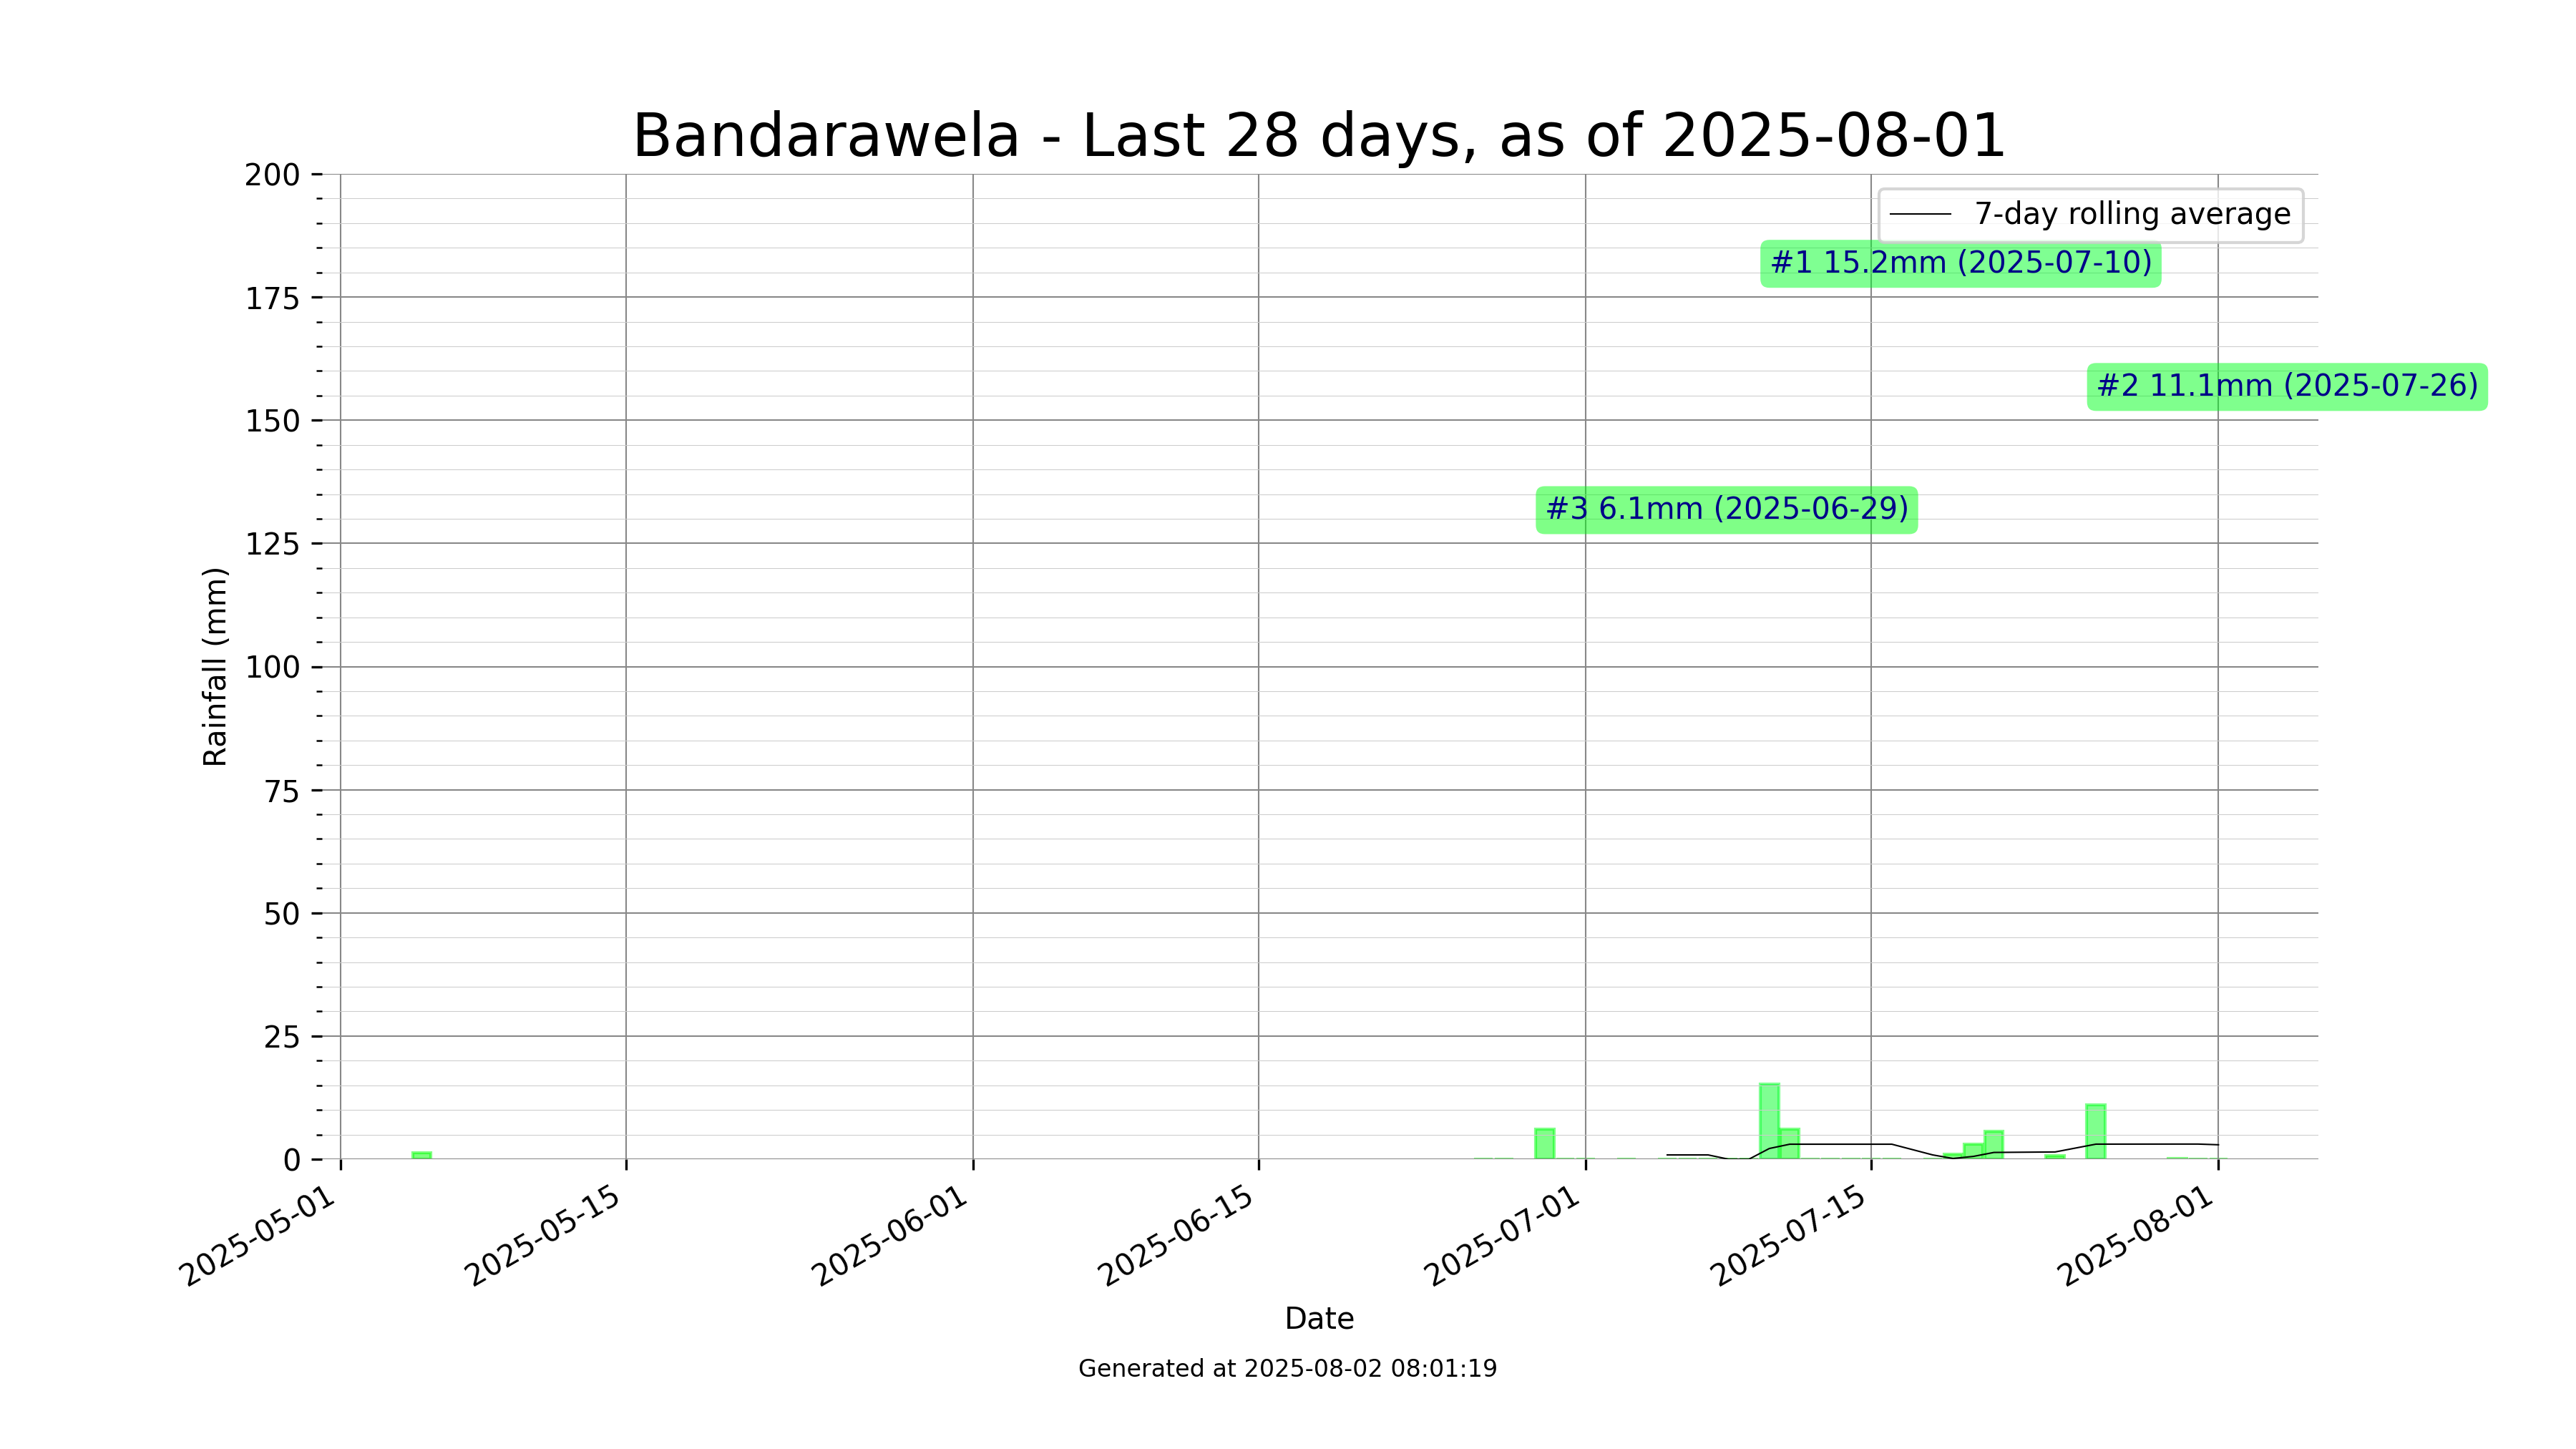 Bandarawela - Last 28 days, as of 2025-08-01
7-day rolling average
#1 15.2mm (2025-07-10)
#2 11.1mm (2025-07-26)
#3 6.1mm (2025-06-29)
Rainfall (mm)
200
175
150
125
100
75
50
25
0
2025-05-01
2025-05-15
2025-06-01
2025-06-15
2025-07-01
2025-07-15
2025-08-01
Date
Generated at 2025-08-02 08:01:19